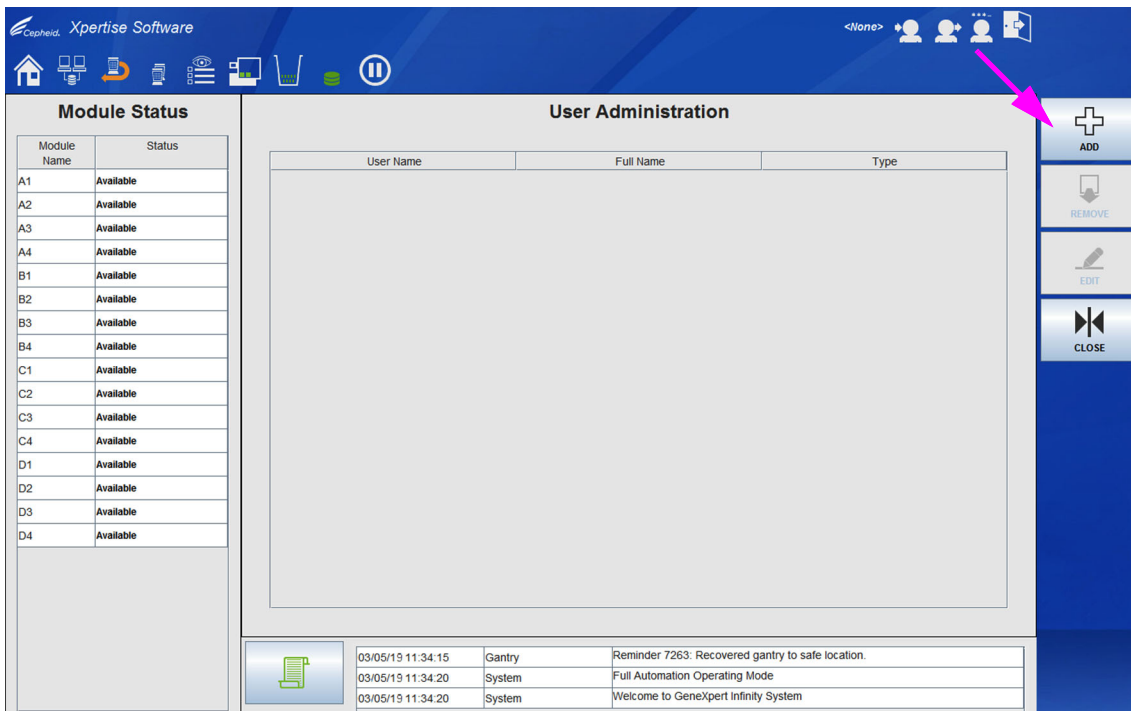 Cepheid. Xpertise Software
<None>
Module Status
Module Name Status
A1 Available
A2 Available
A3 Available
A4 Available
B1 Available
B2 Available
B3 Available
B4 Available
C1 Available
C2 Available
C3 Available
C4 Available
D1 Available
D2 Available
D3 Available
D4 Available
User Administration
User Name Full Name Type
03/05/19 11:34:15 Gantry Reminder 7263: Recovered gantry to safe location.
03/05/19 11:34:20 System Full Automation Operating Mode
03/05/19 11:34:20 System Welcome to GeneXpert Infinity System
ADD
REMOVE
EDIT
CLOSE